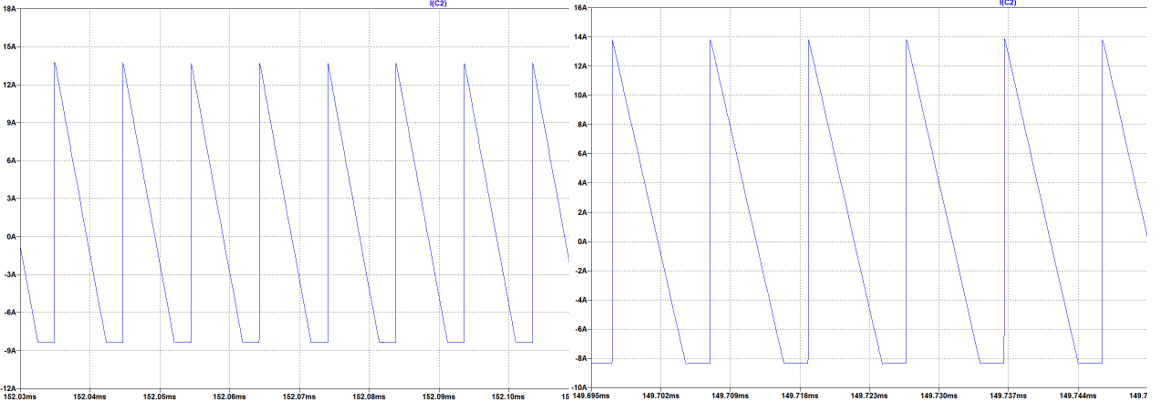 I(C2)
18A
15A
12A
9A
6A
3A
0A
-3A
-6A
-9A
-12A
152.03ms 152.04ms 152.05ms 152.06ms 152.07ms 152.08ms 152.09ms 152.10ms 15
I(C2)
16A
14A
12A
10A
8A
6A
4A
2A
0A
-2A
-4A
-6A
-8A
-10A
149.695ms 149.702ms 149.709ms 149.716ms 149.723ms 149.730ms 149.737ms 149.744ms 149.7